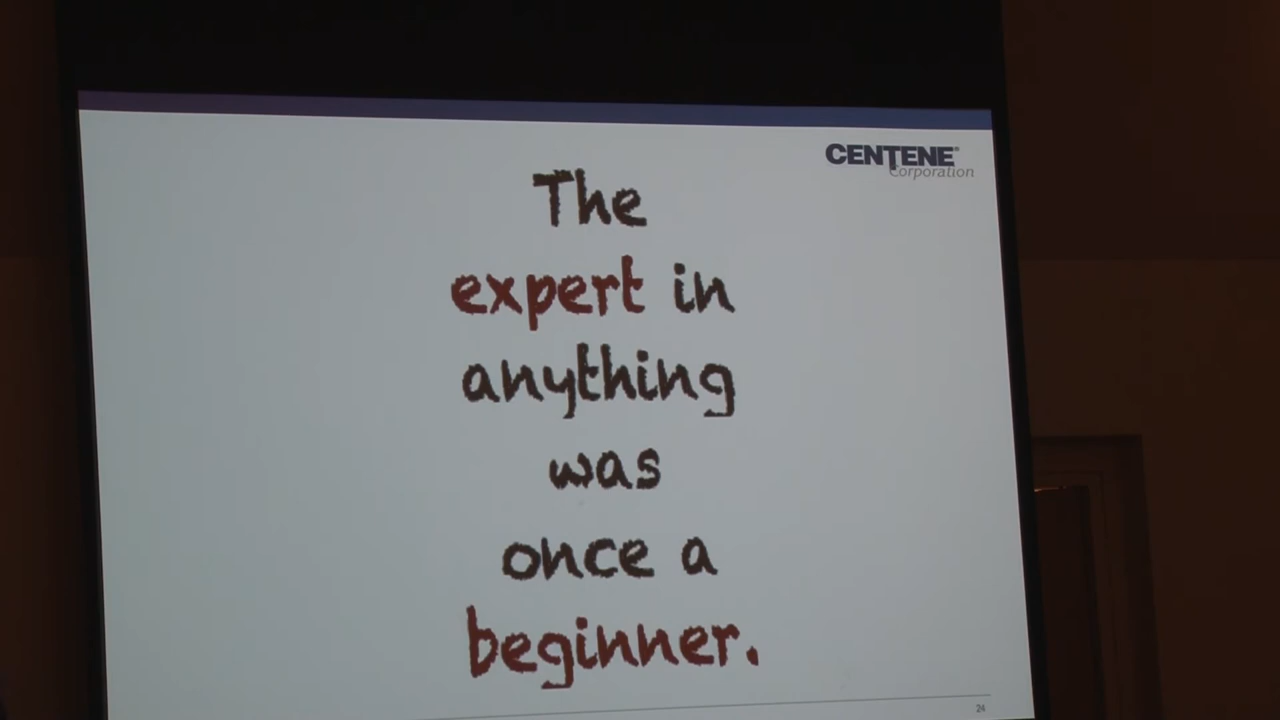 CENTENE®
Corporation
The
expert in
anything
was
once a
beginner.
24